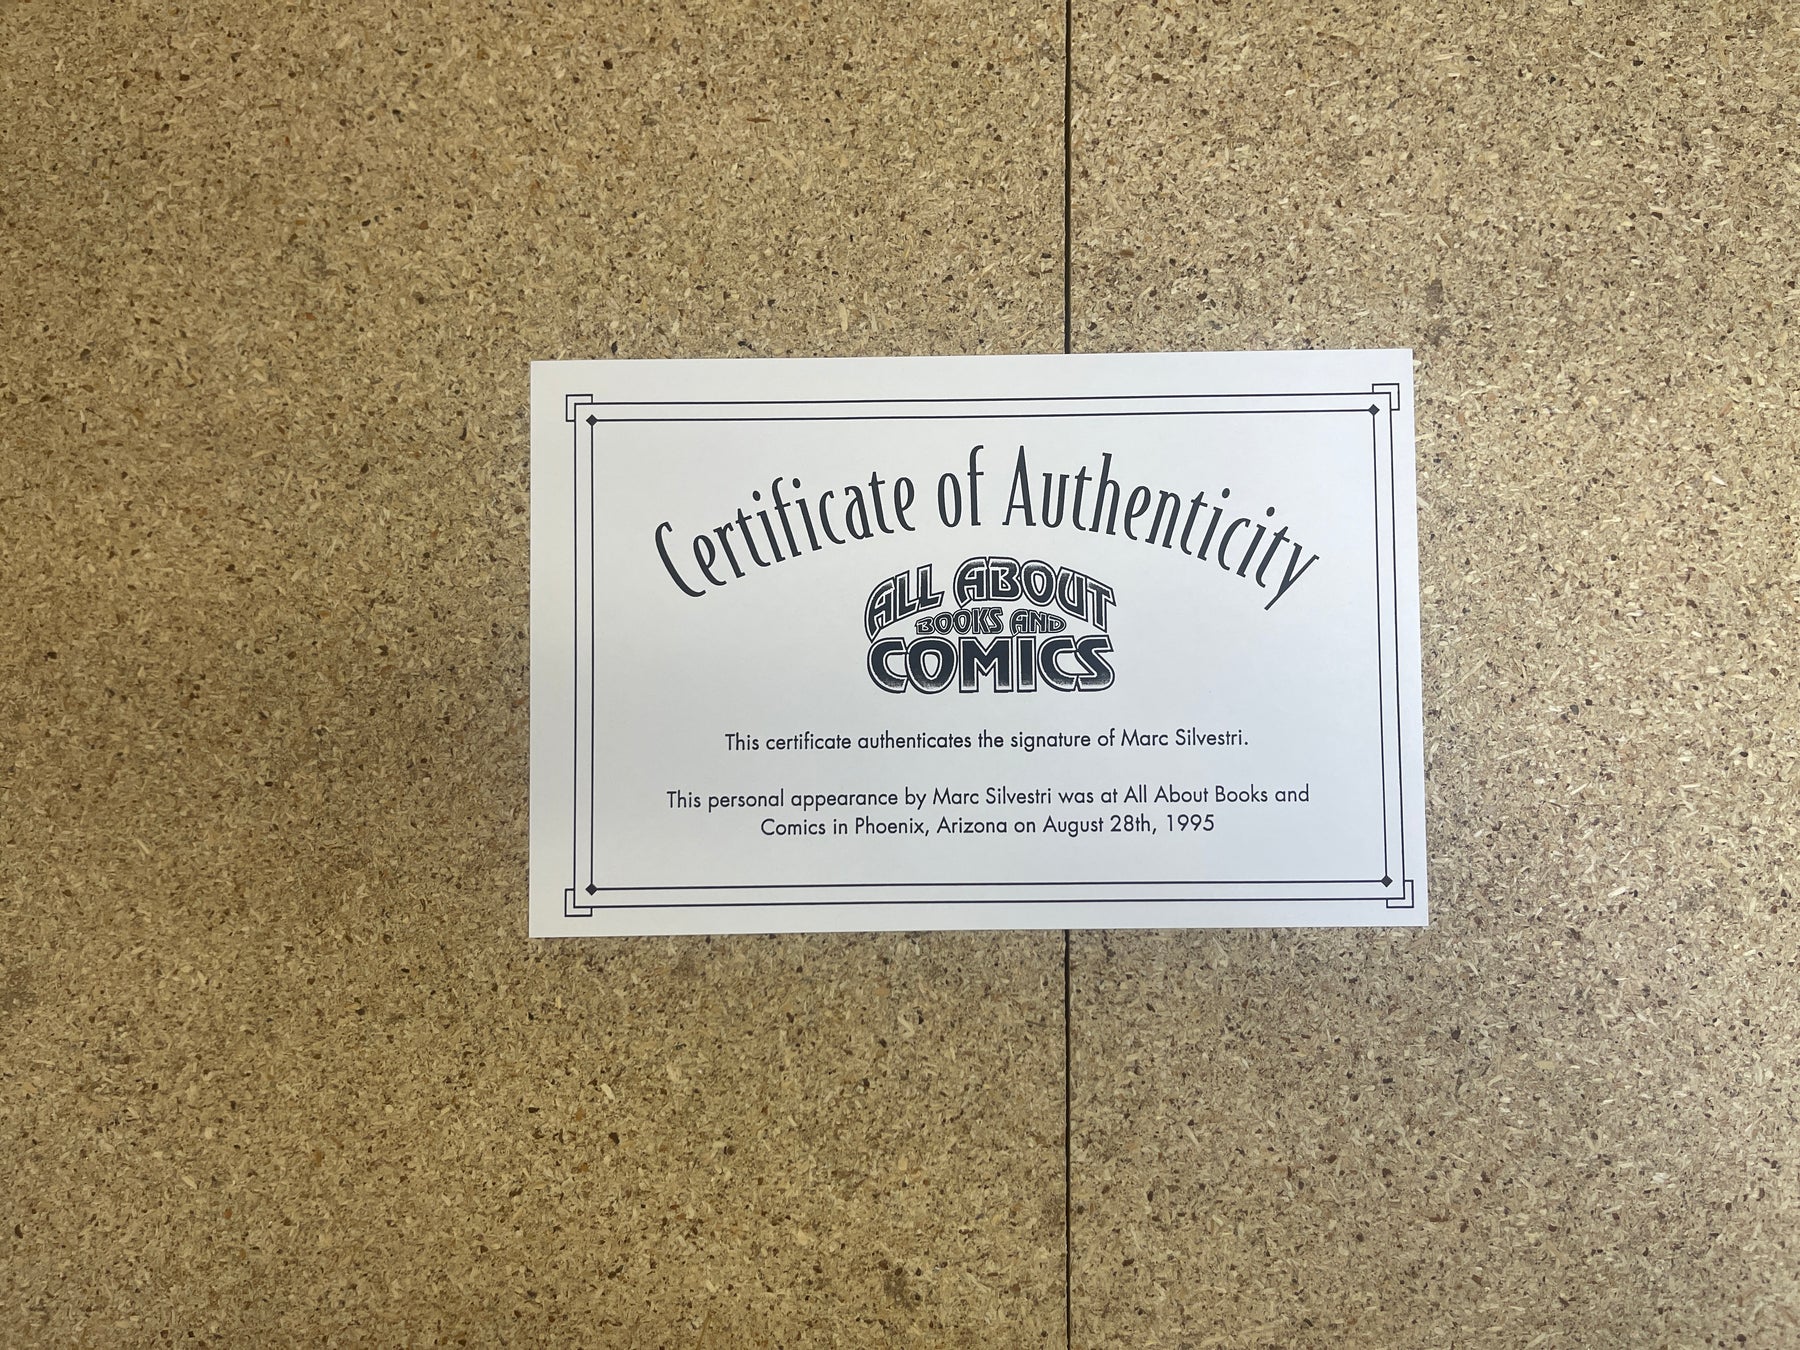 Certificate of Authenticity
ALL ABOUT
BOOKS AND
COMICS
This certificate authenticates the signature of Marc Silvestri.
This personal appearance by Marc Silvestri was at All About Books and
Comics in Phoenix, Arizona on August 28th, 1995